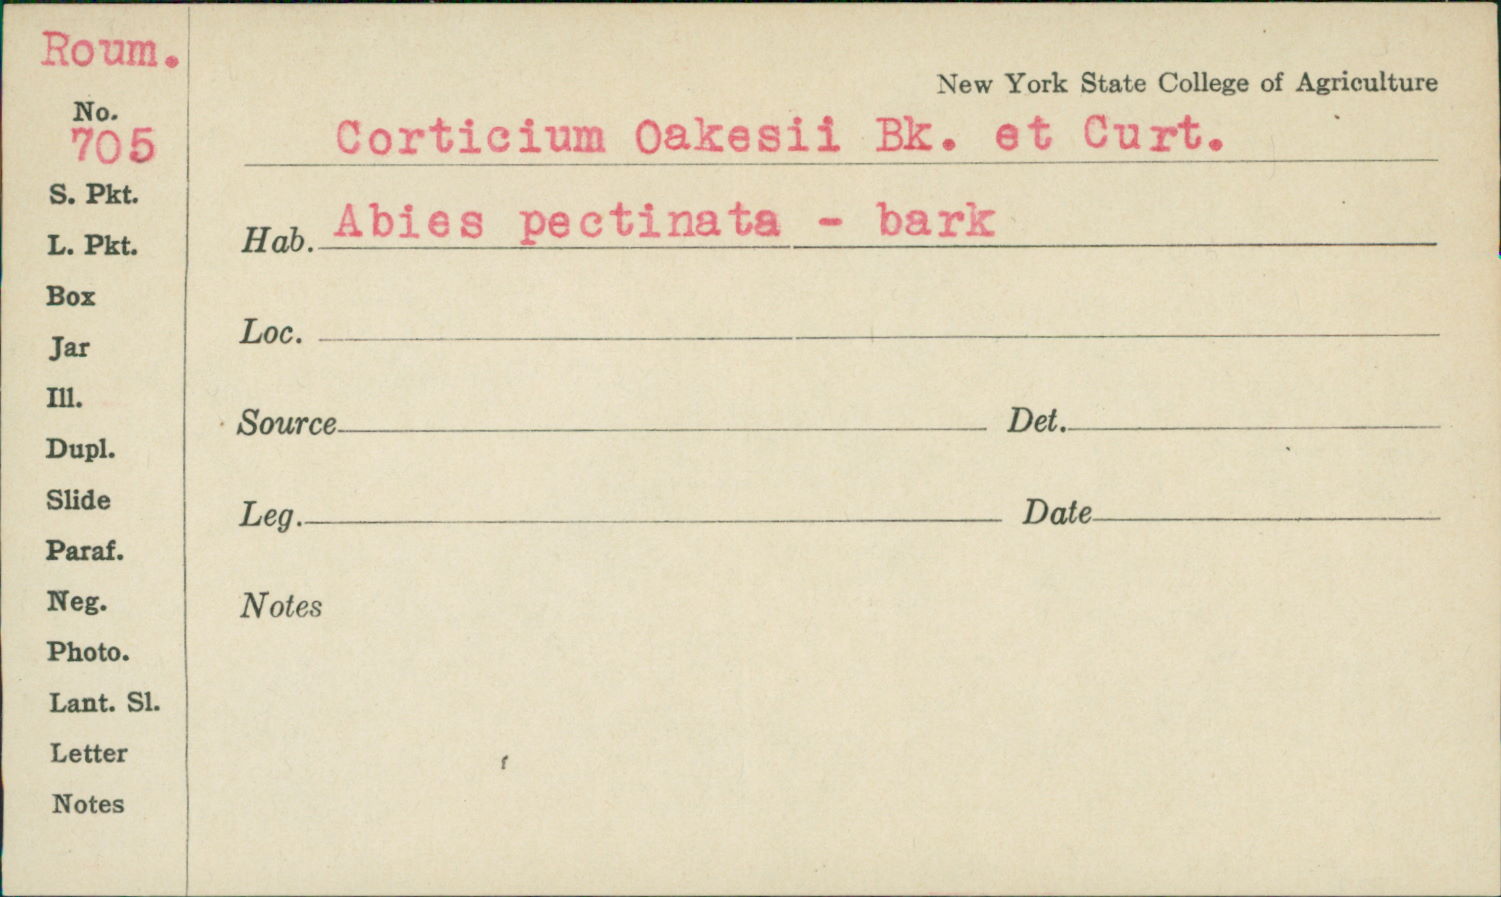 Roum.
No.
705
S. Pkt.
L. Pkt.
Box
Jar
Ill.
Dupl.
Slide
Paraf.
Neg.
Photo.
Lant. Sl.
Letter
Notes
New York State College of Agriculture
Corticium Oakesii Bk. et Curt.
Hab. Abies pectinata - bark
Loc.
Source Det.
Leg. Date
Notes